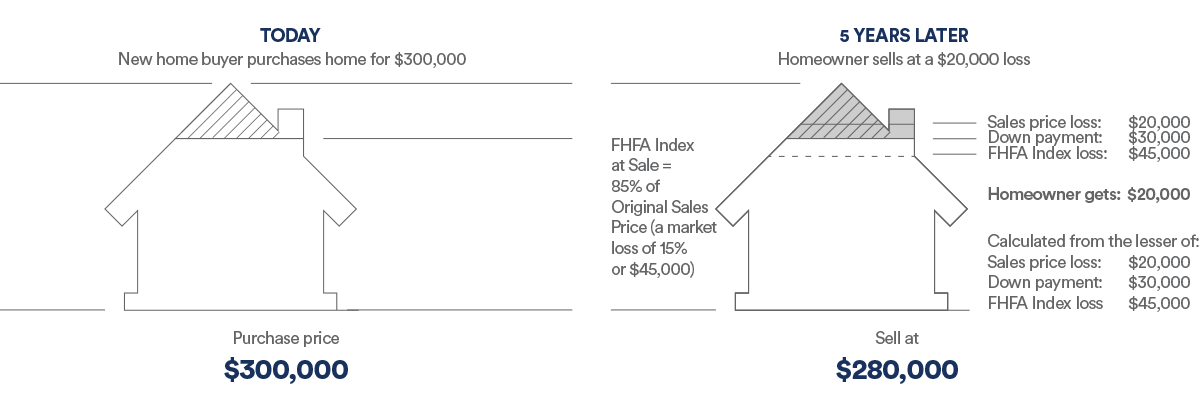 TODAY
New home buyer purchases home for $300,000
Purchase price
$300,000
5 YEARS LATER
Homeowner sells at a $20,000 loss
FHFA Index
at Sale =
85% of
Original Sales
Price (a market
loss of 15%
or $45,000)
Sales price loss: $20,000
Down payment: $30,000
FHFA Index loss: $45,000
Homeowner gets: $20,000
Calculated from the lesser of:
Sales price loss: $20,000
Down payment: $30,000
FHFA Index loss $45,000
Sell at
$280,000